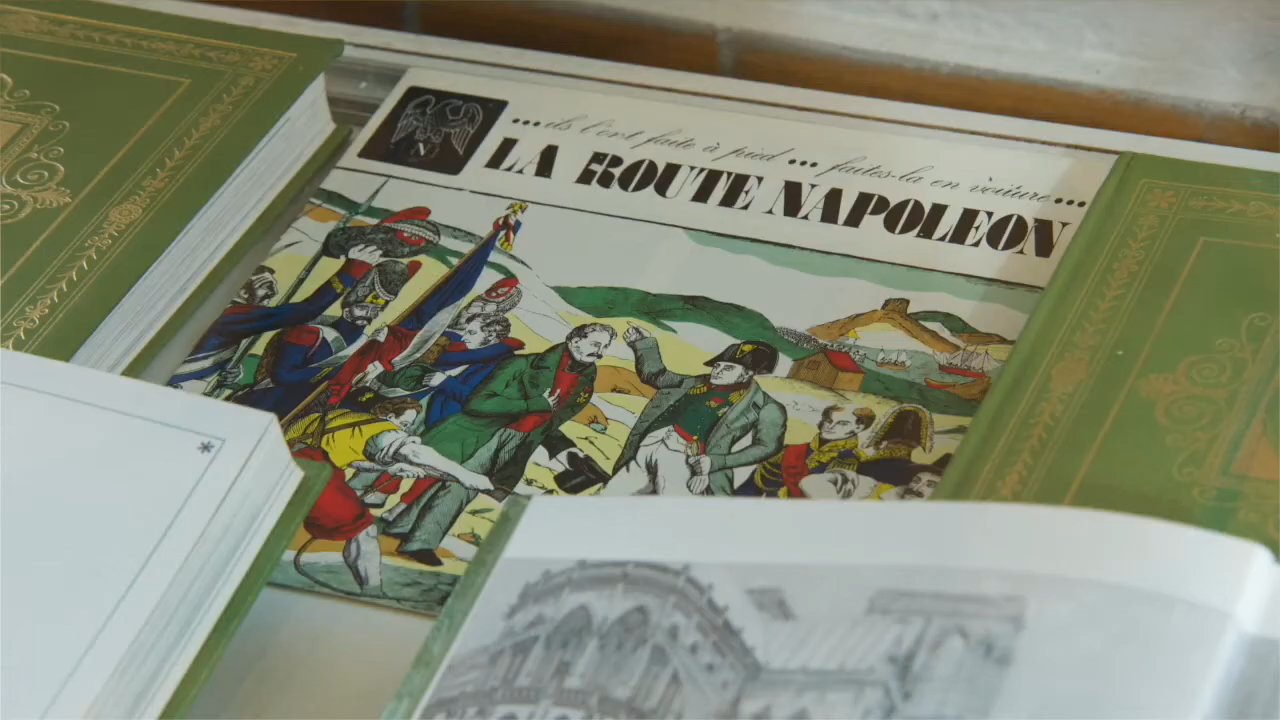 ...ils l'ont faite à pied... faites-la en voiture...
N
LA ROUTE NAPOLEON
*